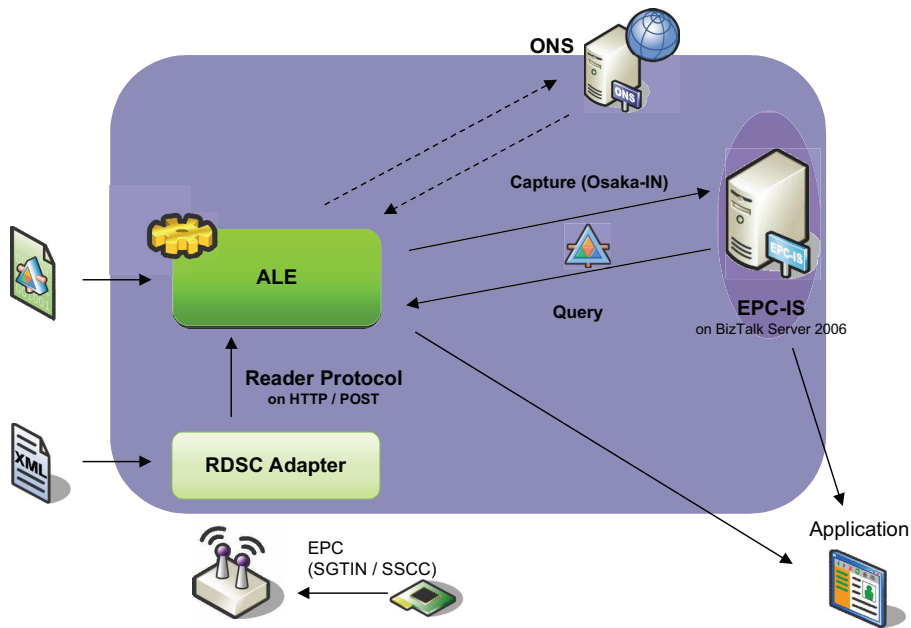 ONS
ONS
Capture (Osaka-IN)
EPC-IS
ALE
Query
EPC-IS
on BizTalk Server 2006
Reader Protocol
on HTTP / POST
XML
RDSC Adapter
Application
EPC
(SGTIN / SSCC)